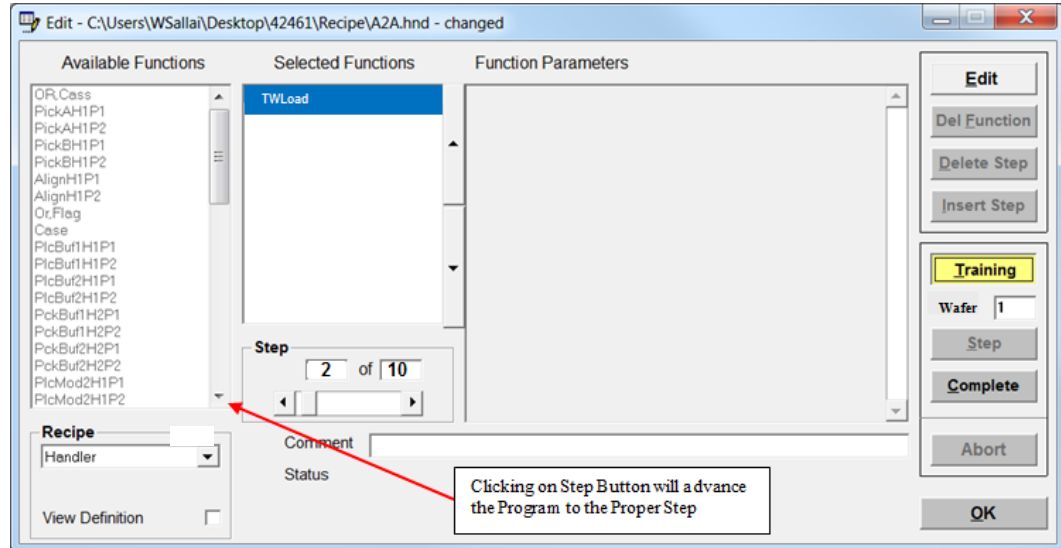 Edit - C:\Users\WSallai\Desktop\42461\Recipe\A2A.hnd - changed
Available Functions
OR,Cass
PickAH1P1
PickAH1P2
PickBH1P1
PickBH1P2
AlignH1P1
AlignH1P2
Or,Flag
Case
PlcBuf1H1P1
PlcBuf1H1P2
PlcBuf2H1P1
PlcBuf2H1P2
PckBuf1H2P1
PckBuf1H2P2
PckBuf2H2P1
PckBuf2H2P2
PlcMod2H1P1
PlcMod2H1P2
Recipe
Handler
View Definition
Selected Functions
TWLoad
Step
2 of 10
Function Parameters
Comment
Status
Clicking on Step Button will advance
the Program to the Proper Step
Edit
Del Function
Delete Step
Insert Step
Training
Wafer 1
Step
Complete
Abort
OK